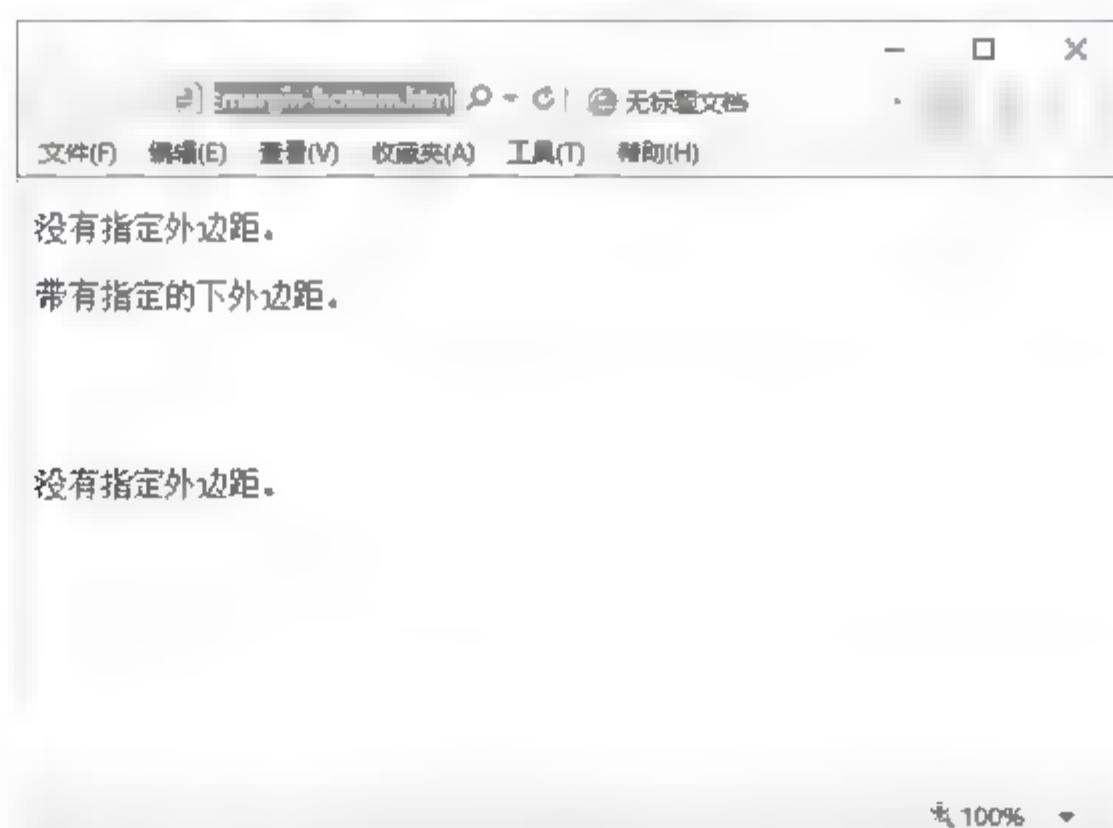 margin-bottom.html 无标题文档
文件(F) 编辑(E) 查看(V) 收藏夹(A) 工具(T) 帮助(H)
没有指定外边距。
带有指定的下外边距。
没有指定外边距。
100%